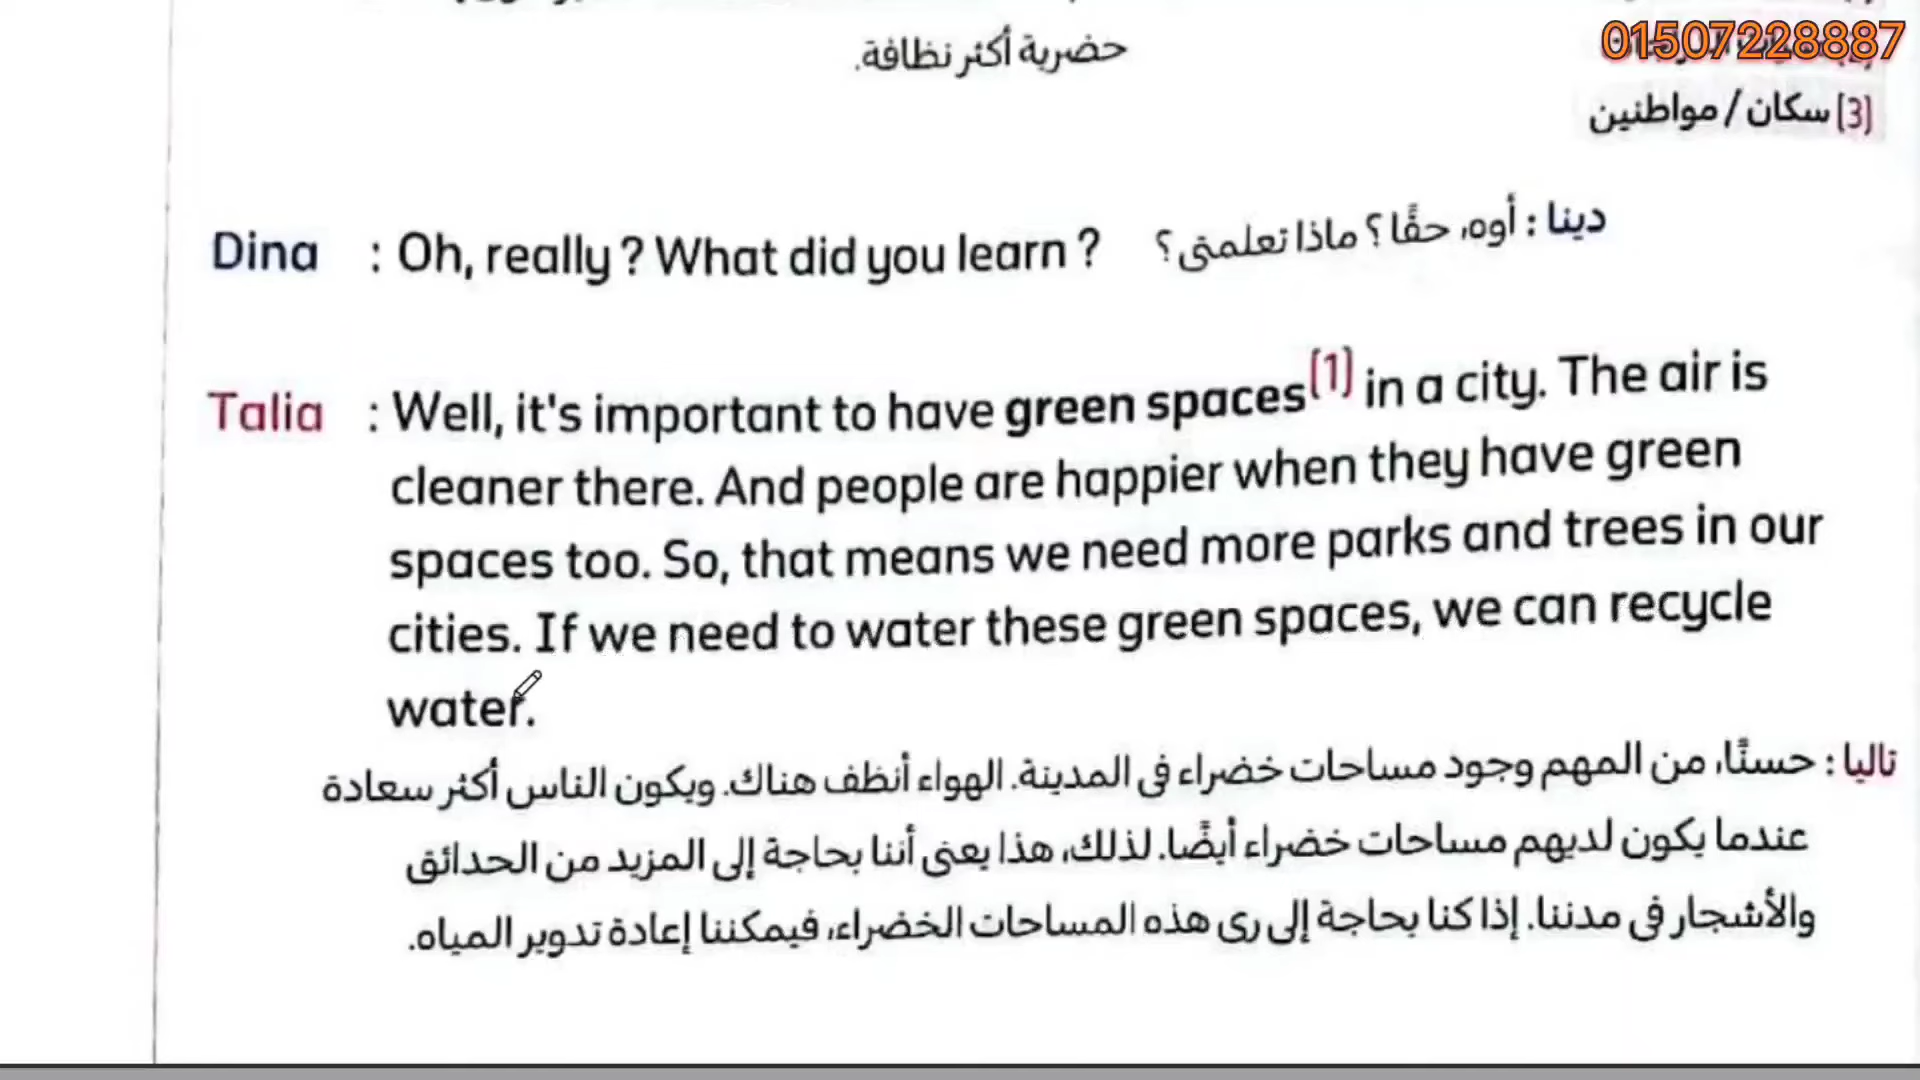 01507228887
حضرية أكثر نظافة.
[3] سكان / مواطنين
Dina : Oh, really ? What did you learn ?
دينا : أوه، حقًا ؟ ماذا تعلمتى ؟
Talia : Well, it's important to have green spaces[1] in a city. The air is
cleaner there. And people are happier when they have green
spaces too. So, that means we need more parks and trees in our
cities. If we need to water these green spaces, we can recycle
water.
تاليا : حسنًا، من المهم وجود مساحات خضراء فى المدينة. الهواء أنظف هناك. ويكون الناس أكثر سعادة
عندما يكون لديهم مساحات خضراء أيضًا. لذلك، هذا يعنى أننا بحاجة إلى المزيد من الحدائق
والأشجار فى مدننا. إذا كنا بحاجة إلى رى هذه المساحات الخضراء، فيمكننا إعادة تدوير المياه.